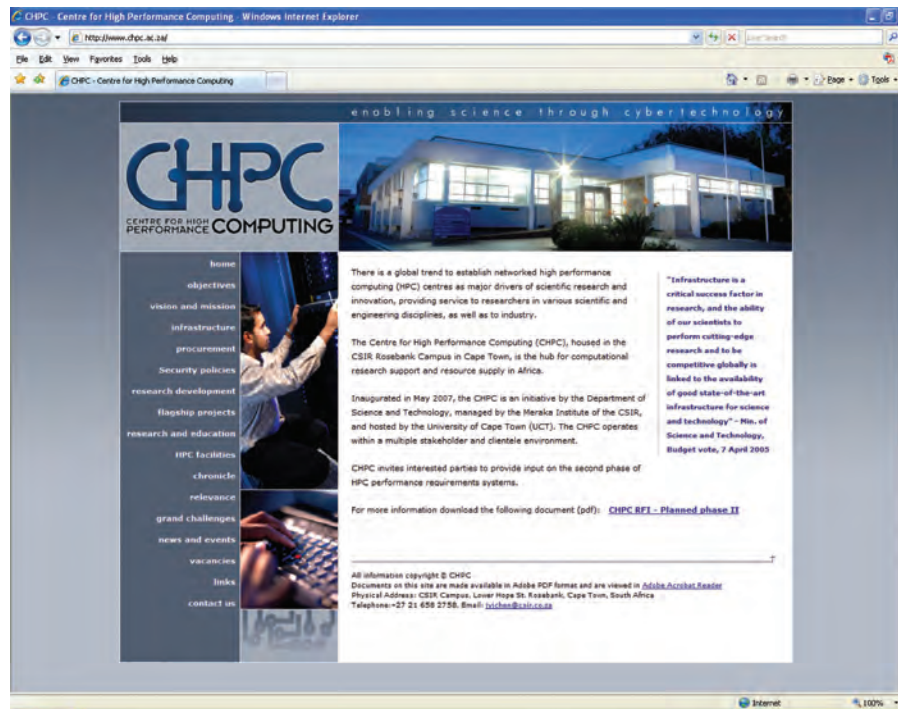 CHPC - Centre for High Performance Computing - Windows Internet Explorer
http://www.chpc.ac.za/
File Edit View Favorites Tools Help
CHPC - Centre for High Performance Computing
Page Tools
enabling science through cybertechnology
CHPC
CENTRE FOR HIGH
PERFORMANCE COMPUTING
home
objectives
vision and mission
infrastructure
procurement
Security policies
research development
flagship projects
research and education
HPC facilities
chronicle
relevance
grand challenges
news and events
vacancies
links
contact us
There is a global trend to establish networked high performance
computing (HPC) centres as major drivers of scientific research and
innovation, providing service to researchers in various scientific and
engineering disciplines, as well as to industry.
The Centre for High Performance Computing (CHPC), housed in the
CSIR Rosebank Campus in Cape Town, is the hub for computational
research support and resource supply in Africa.
Inaugurated in May 2007, the CHPC is an initiative by the Department of
Science and Technology, managed by the Meraka Institute of the CSIR,
and hosted by the University of Cape Town (UCT). The CHPC operates
within a multiple stakeholder and clientele environment.
CHPC invites interested parties to provide input on the second phase of
HPC performance requirements systems.
For more information download the following document (pdf): CHPC RFI - Planned phase II
"Infrastructure is a
critical success factor in
research, and the ability
of our scientists to
perform cutting-edge
research and to be
competitive globally is
linked to the availability
of good state-of-the-art
infrastructure for science
and technology" - Min. of
Science and Technology,
Budget vote, 7 April 2005
All information copyright © CHPC
Documents on this site are made available in Adobe PDF format and are viewed in Adobe Acrobat Reader
Physical Address: CSIR Campus, Lower Hope St. Rosebank, Cape Town, South Africa
Telephone:+27 21 658 2758, Email:
Internet 100%